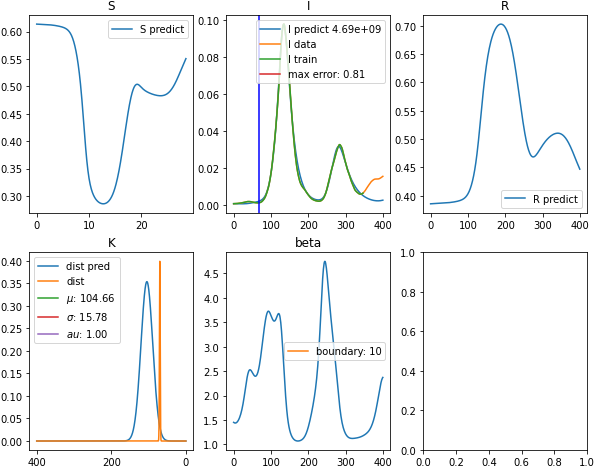 S
0.60
0.55
0.50
0.45
0.40
0.35
0.30
0 10 20
S predict
I
0.10
0.08
0.06
0.04
0.02
0.00
0 100 200 300 400
I predict 4.69e+09
I data
I train
max error: 0.81
R
0.70
0.65
0.60
0.55
0.50
0.45
0.40
0 100 200 300 400
R predict
K
0.40
0.35
0.30
0.25
0.20
0.15
0.10
0.05
0.00
400 200 0
dist pred
dist
μ: 104.66
σ: 15.78
au: 1.00
beta
4.5
4.0
3.5
3.0
2.5
2.0
1.5
1.0
0 100 200 300 400
boundary: 10
1.0
0.8
0.6
0.4
0.2
0.0
0.0 0.2 0.4 0.6 0.8 1.0